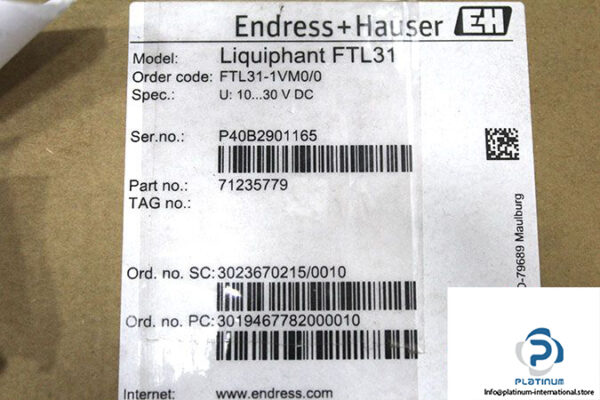 Endress+Hauser EH
Model: Liquiphant FTL31
Order code: FTL31-1VM0/0
Spec.: U: 10...30 V DC
Ser.no.: P40B2901165
Part no.: 71235779
TAG no.:
D-79689 Maulburg
Ord. no. SC: 3023670215/0010
Ord. no. PC: 3019467782000010
Internet: www.endress.com
PLATINUM
Info@platinum-international.store